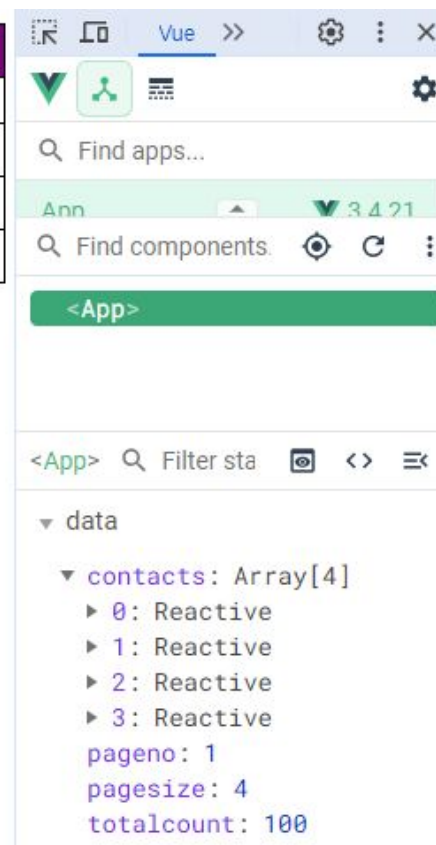 Vue
Find apps...
App 3.4.21
Find components.
<App>
<App> Filter sta
data
contacts: Array[4]
0: Reactive
1: Reactive
2: Reactive
3: Reactive
pageno: 1
pagesize: 4
totalcount: 100